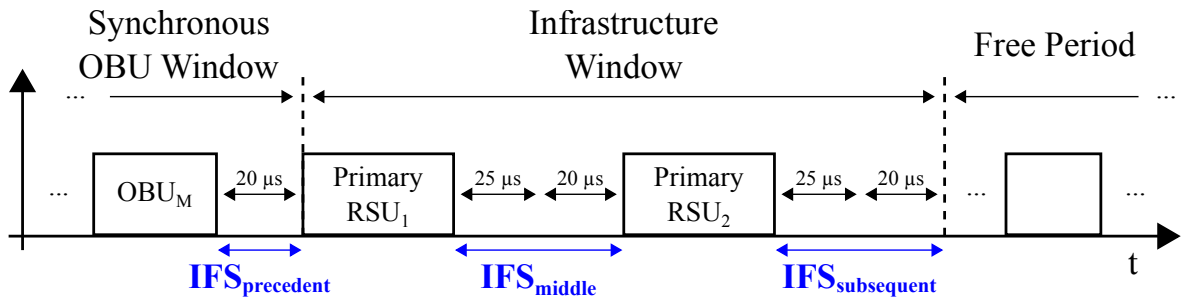 Synchronous
OBU Window
Infrastructure
Window
Free Period
...
...
... OBU_M 20 µs Primary RSU_1 25 µs 20 µs Primary RSU_2 25 µs 20 µs ... ...
IFS_precedent
IFS_middle
IFS_subsequent
t